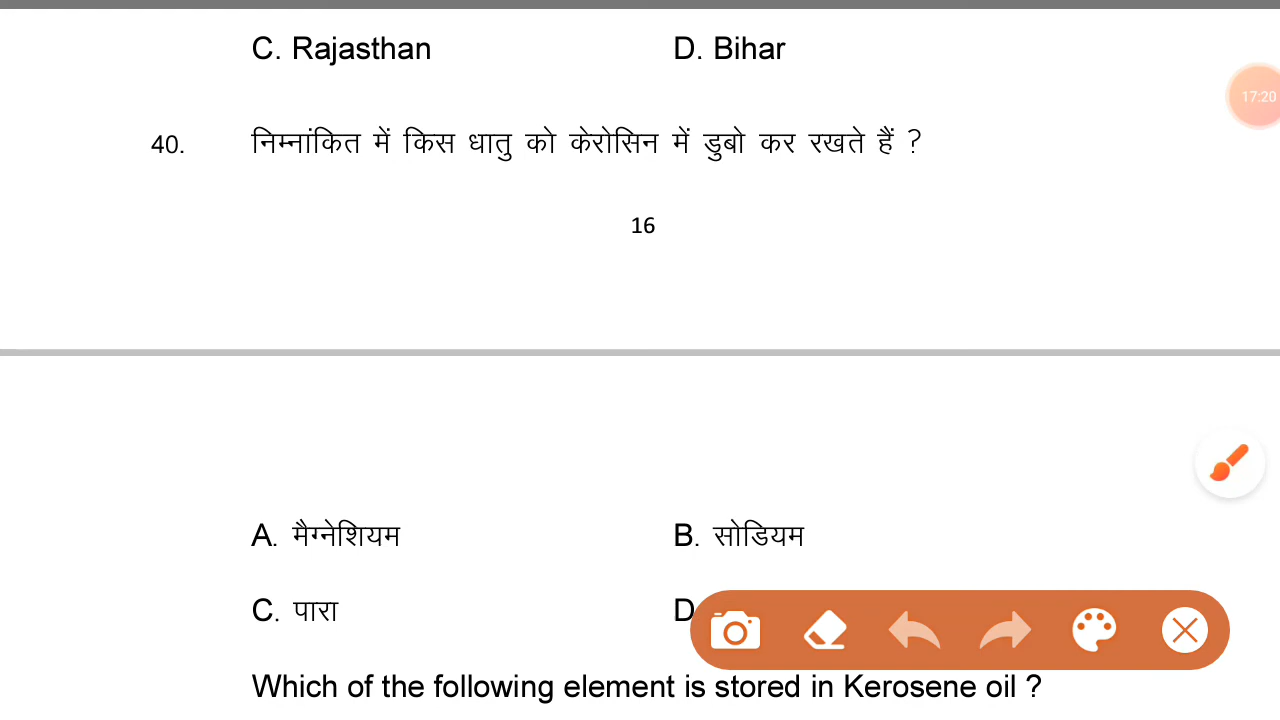 C. Rajasthan D. Bihar
17:20
40. निम्नांकित में किस धातु को केरोसिन में डुबो कर रखते हैं ?
16
A. मैग्नेशियम B. सोडियम
C. पारा D
Which of the following element is stored in Kerosene oil ?